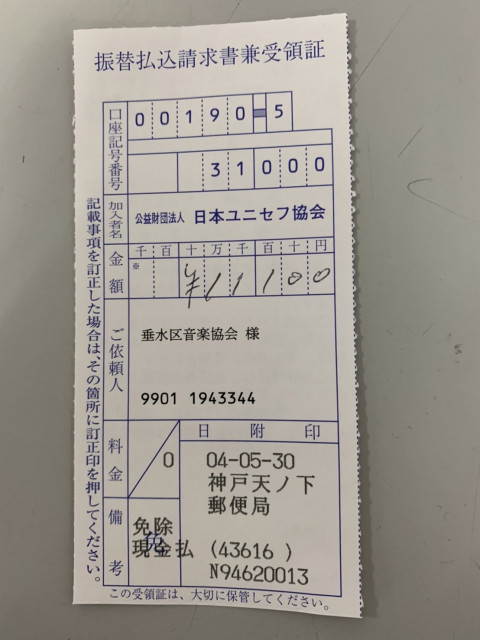 振替払込請求書兼受領証
口座記号番号
00190=5
31000
加入者名
公益財団法人 日本ユニセフ協会
金額
千百十万千百十円
※
¥11100
ご依頼人
垂水区音楽協会 様
9901 1943344
料金
0
日附印
04-05-30
神戸天ノ下
郵便局
(43616 )
N94620013
備考
免除
現金払
免
記載事項を訂正した場合は、その箇所に訂正印を押してください。
この受領証は、大切に保管してください。